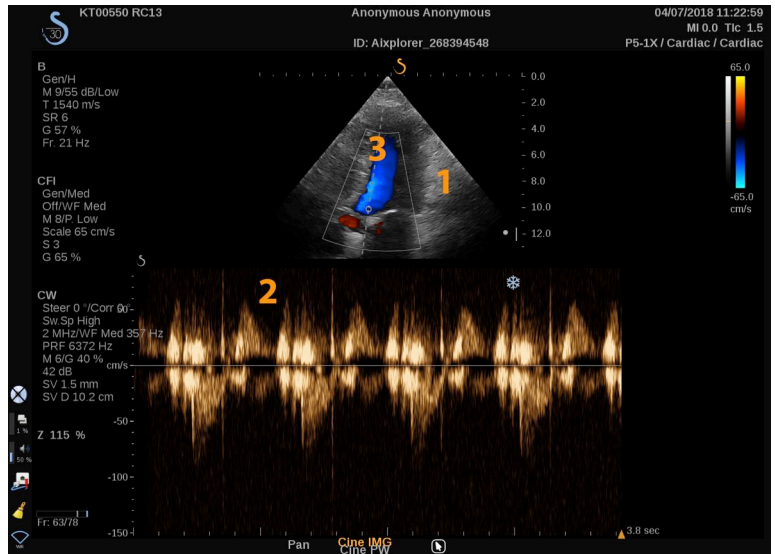 KT00550 RC13
Anonymous Anonymous
04/07/2018 11:22:59
30
MI 0.0 TIc 1.5
ID: Aixplorer_268394548
P5-1X / Cardiac / Cardiac
B
Gen/H
M 9/55 dB/Low
T 1540 m/s
SR 6
G 57 %
Fr. 21 Hz
0.0
2.0
4.0
6.0
8.0
10.0
12.0
65.0
-65.0
cm/s
3
1
CFI
Gen/Med
Off/WF Med
M 8/P. Low
Scale 65 cm/s
S 3
G 65 %
2
CW
Steer 0 °/Corr 0°
Sw.Sp High
2 MHz/WF Med 357 Hz
PRF 6372 Hz
M 6/G 40 %
42 dB
SV 1.5 mm
SV D 10.2 cm
cm/s
-50
-100
-150
Z 115 %
1 %
50 %
Fr: 63/78
3.8 sec
Pan
Cine IMG
Cine PW